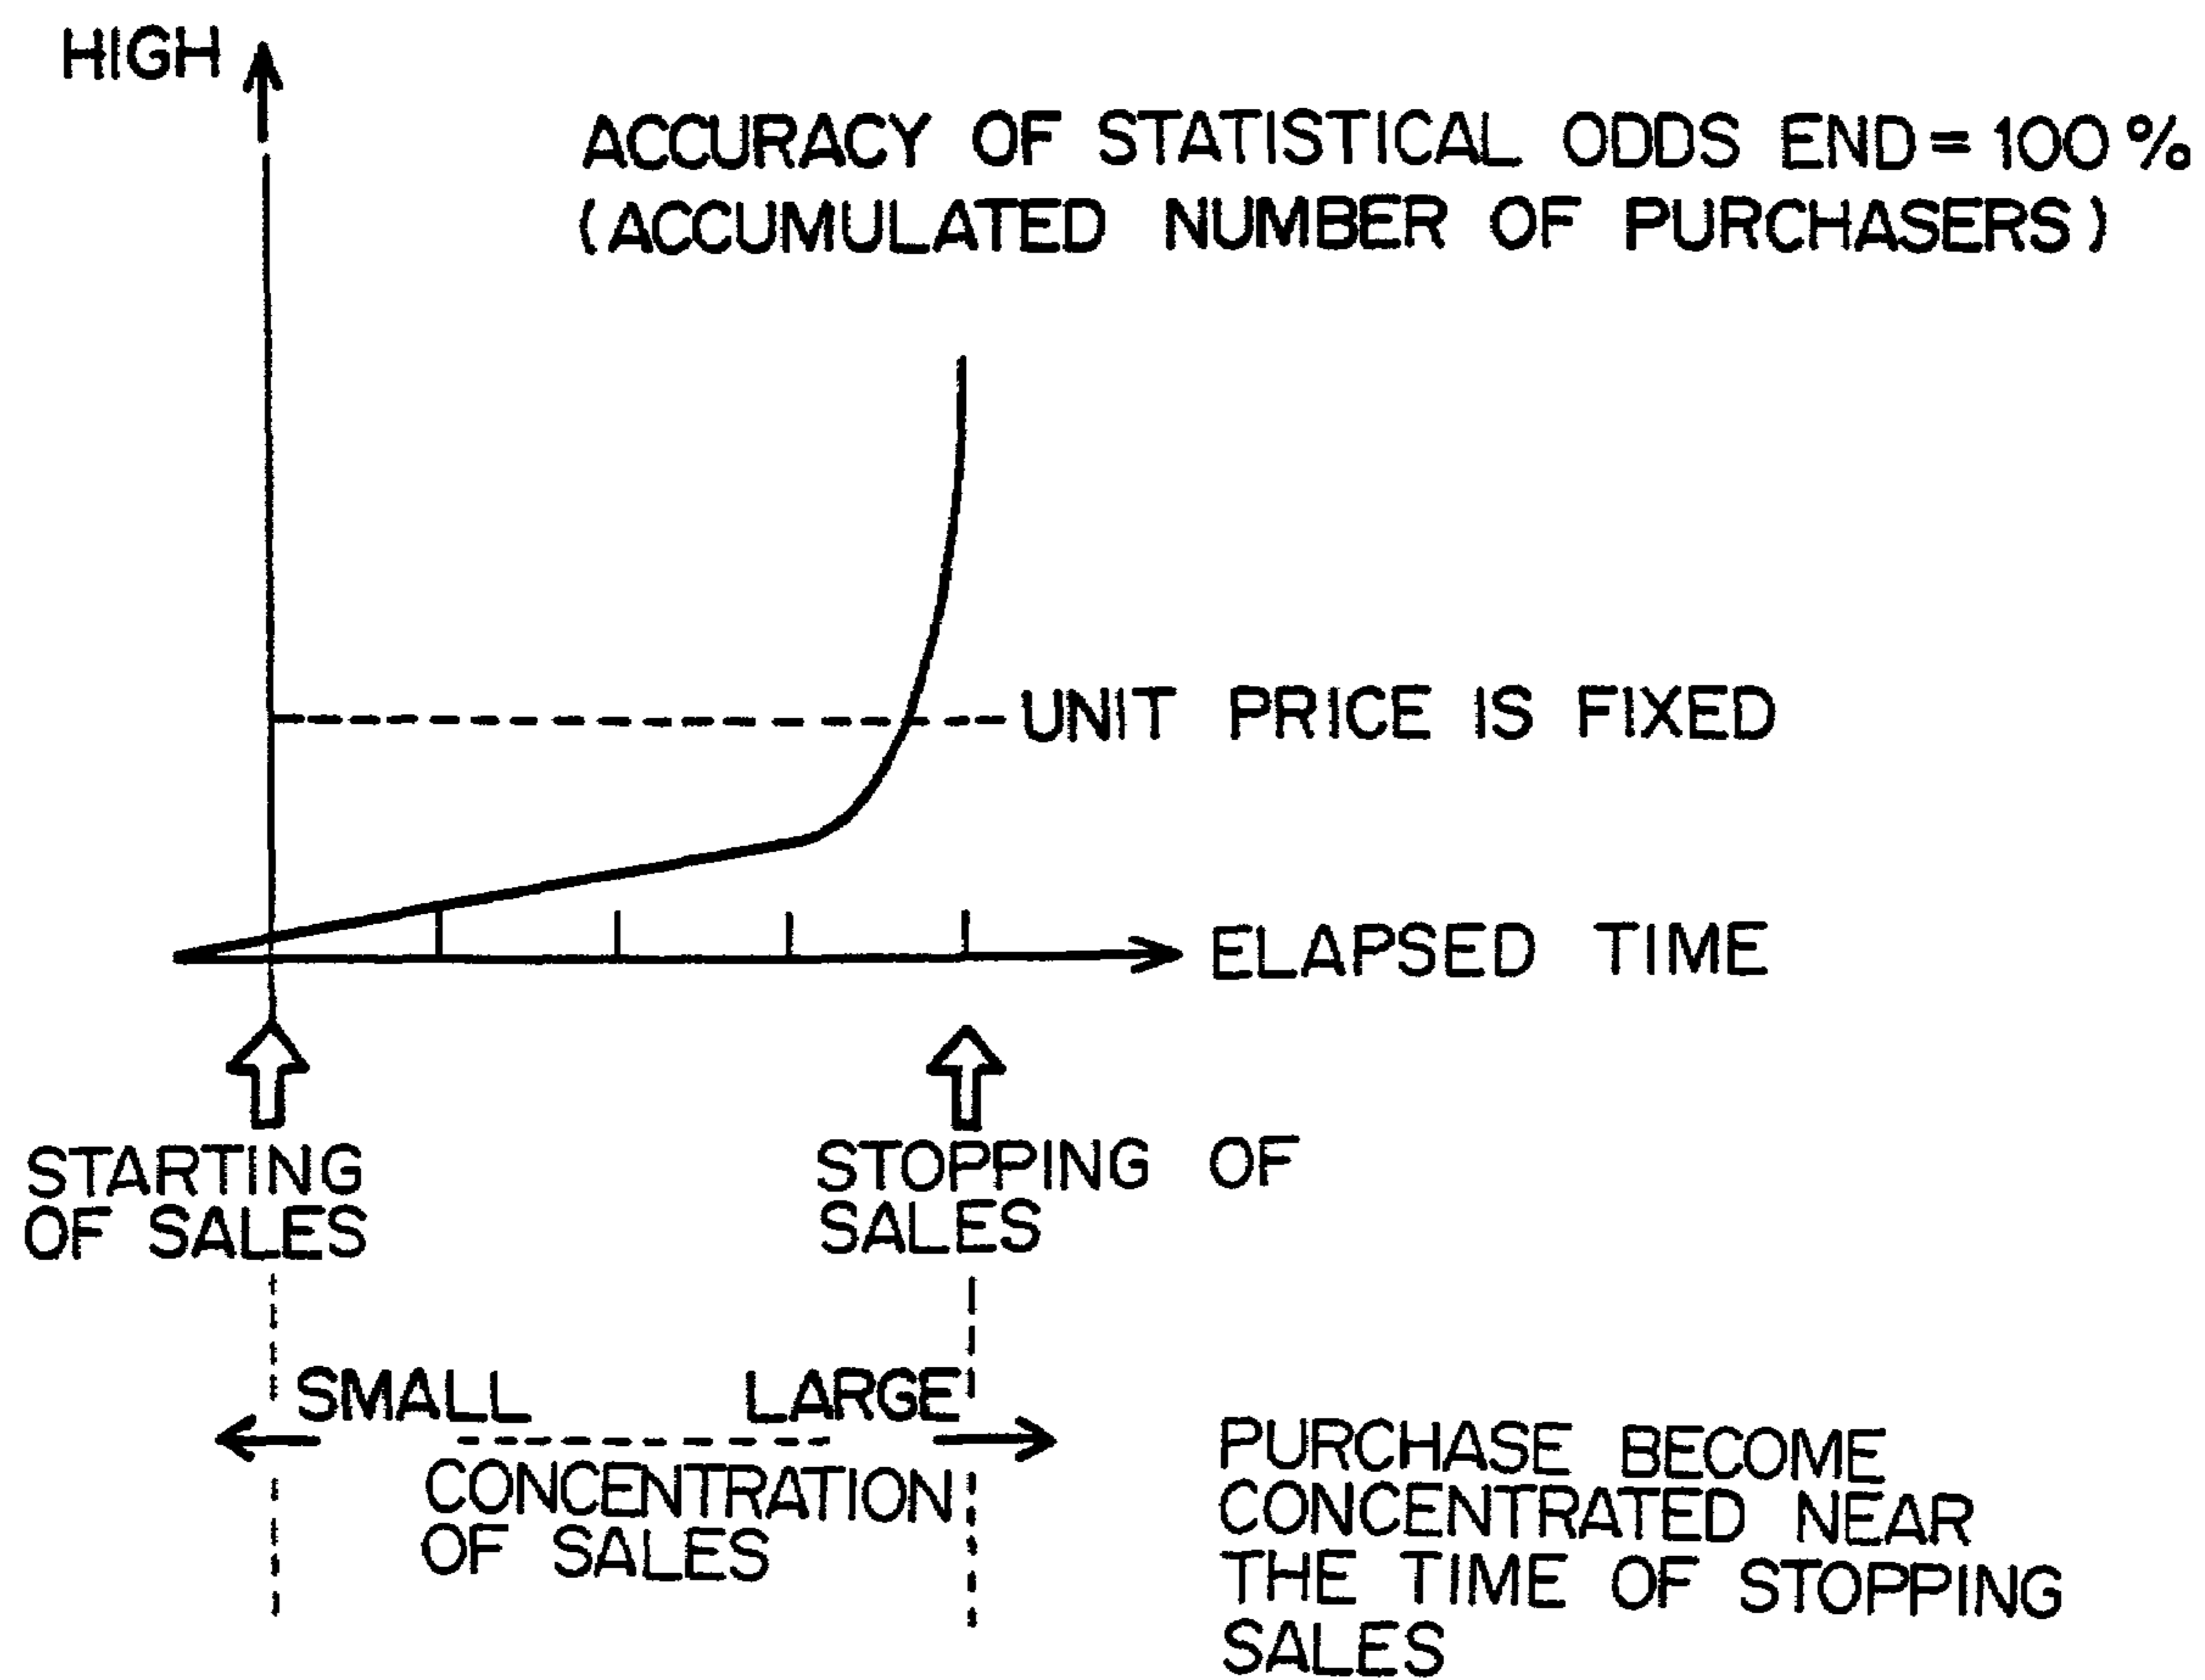 HIGH
ACCURACY OF STATISTICAL ODDS END = 100 %
(ACCUMULATED NUMBER OF PURCHASERS)
UNIT PRICE IS FIXED
ELAPSED TIME
STARTING
OF SALES
STOPPING OF
SALES
SMALL LARGE
CONCENTRATION
OF SALES
PURCHASE BECOME
CONCENTRATED NEAR
THE TIME OF STOPPING
SALES